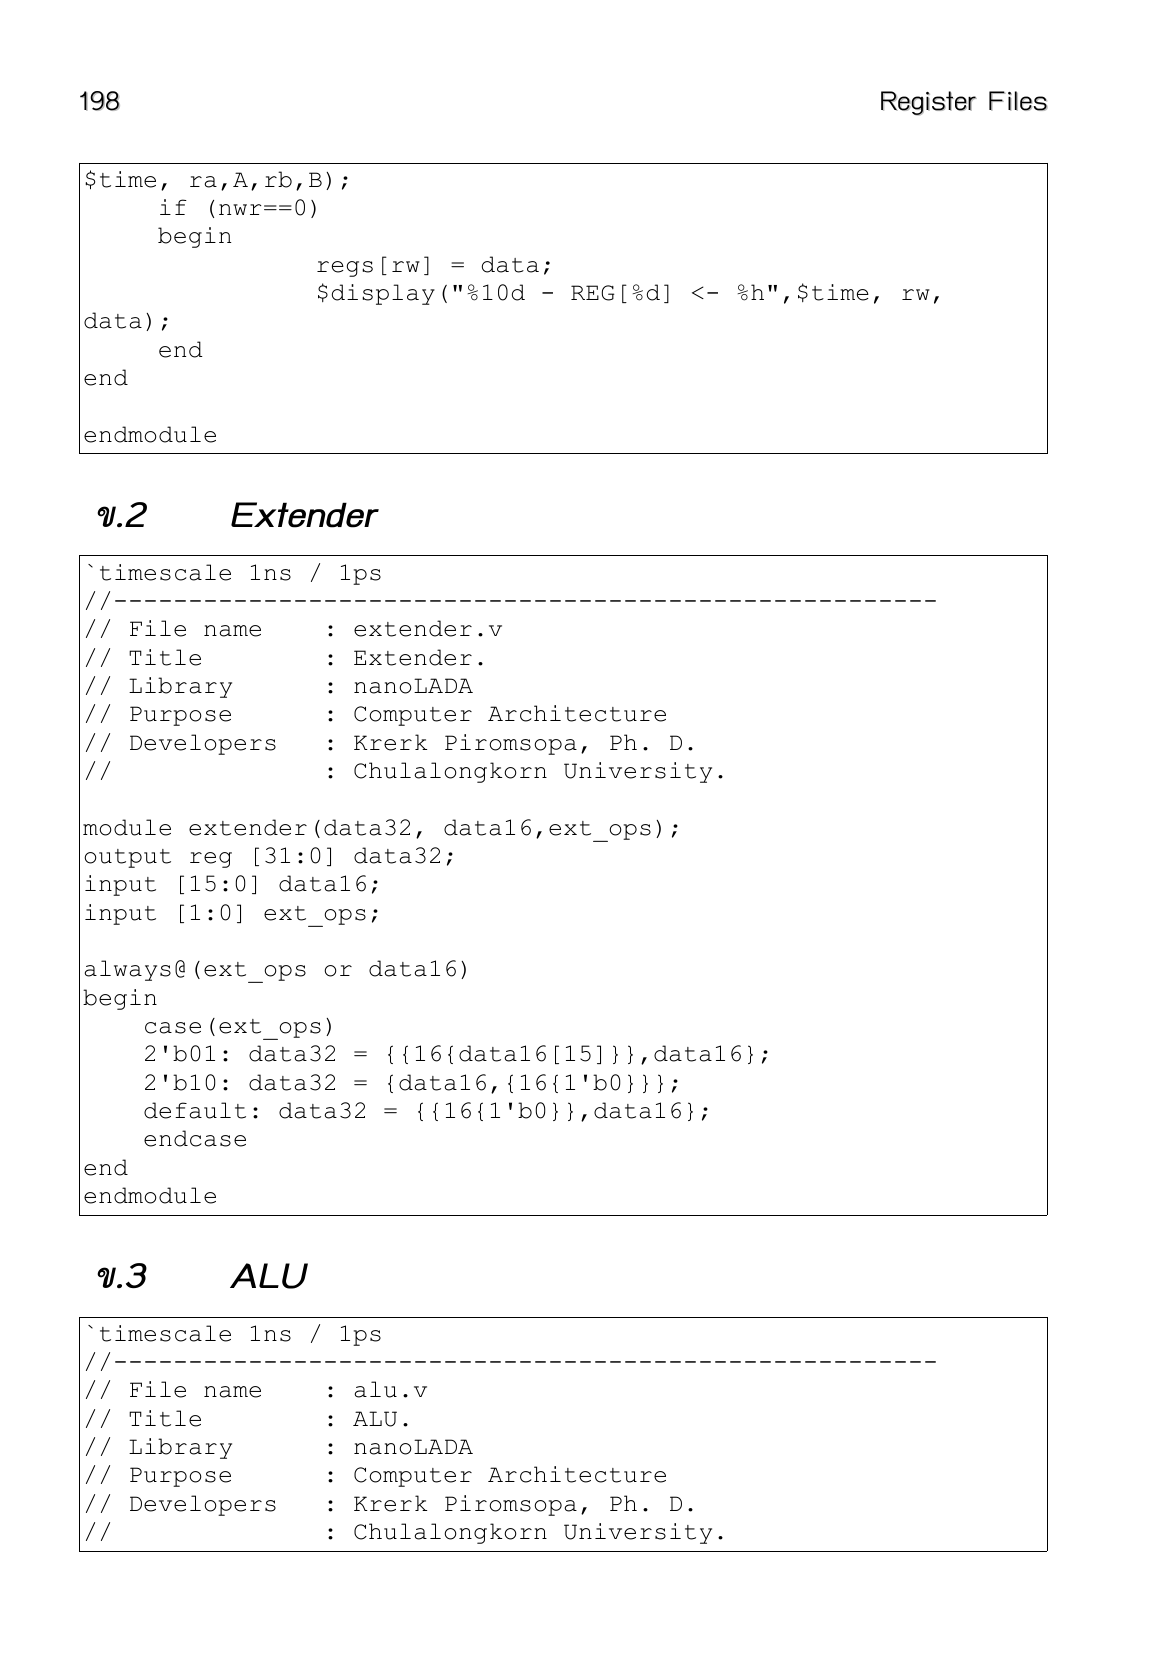 198 Register Files
$time, ra,A,rb,B);
     if (nwr==0)
     begin
               regs[rw] = data;
               $display("%10d - REG[%d] <- %h",$time, rw,
data);
     end
end

endmodule
ข.2 Extender
`timescale 1ns / 1ps
//-------------------------------------------------------
// File name    : extender.v
// Title        : Extender.
// Library      : nanoLADA
// Purpose      : Computer Architecture
// Developers   : Krerk Piromsopa, Ph. D.
//              : Chulalongkorn University.

module extender(data32, data16,ext_ops);
output reg [31:0] data32;
input [15:0] data16;
input [1:0] ext_ops;

always@(ext_ops or data16)
begin
    case(ext_ops)
    2'b01: data32 = {{16{data16[15]}},data16};
    2'b10: data32 = {data16,{16{1'b0}}};
    default: data32 = {{16{1'b0}},data16};
    endcase
end
endmodule
ข.3 ALU
`timescale 1ns / 1ps
//-------------------------------------------------------
// File name    : alu.v
// Title        : ALU.
// Library      : nanoLADA
// Purpose      : Computer Architecture
// Developers   : Krerk Piromsopa, Ph. D.
//              : Chulalongkorn University.